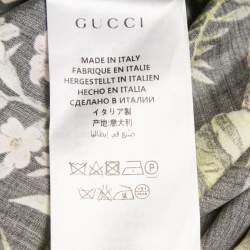 GUCCI
MADE IN ITALY
FABRIQUE EN ITALIE
HERGESTELLT IN ITALIEN
HECHO EN ITALIA
СДЕЛАНО В ИТАЛИИ
イタリア製
产地:意大利
صنع في إيطاليا